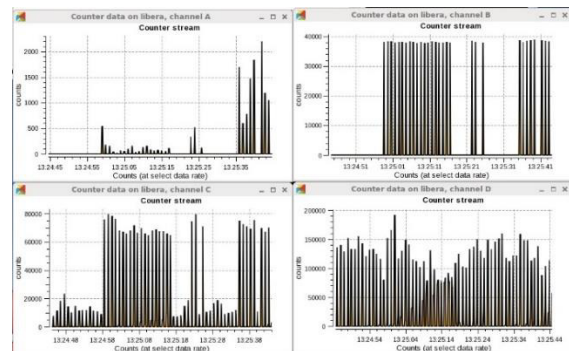 Counter data on libera, channel A
Counter stream
2000
1500
1000
500
0
counts
13:24:45 13:24:55 13:25:05 13:25:15 13:25:25 13:25:35
Counts (at select data rate)
Counter data on libera, channel B
Counter stream
40000
30000
20000
10000
0
counts
13:24:51 13:25:01 13:25:11 13:25:21 13:25:31 13:25:41
Counts (at select data rate)
Counter data on libera, channel C
Counter stream
80000
60000
40000
20000
0
counts
13:24:48 13:24:58 13:25:08 13:25:18 13:25:28 13:25:38
Counts (at select data rate)
Counter data on libera, channel D
Counter stream
200000
150000
100000
50000
0
counts
13:24:54 13:25:04 13:25:14 13:25:24 13:25:34 13:25:44
Counts (at select data rate)